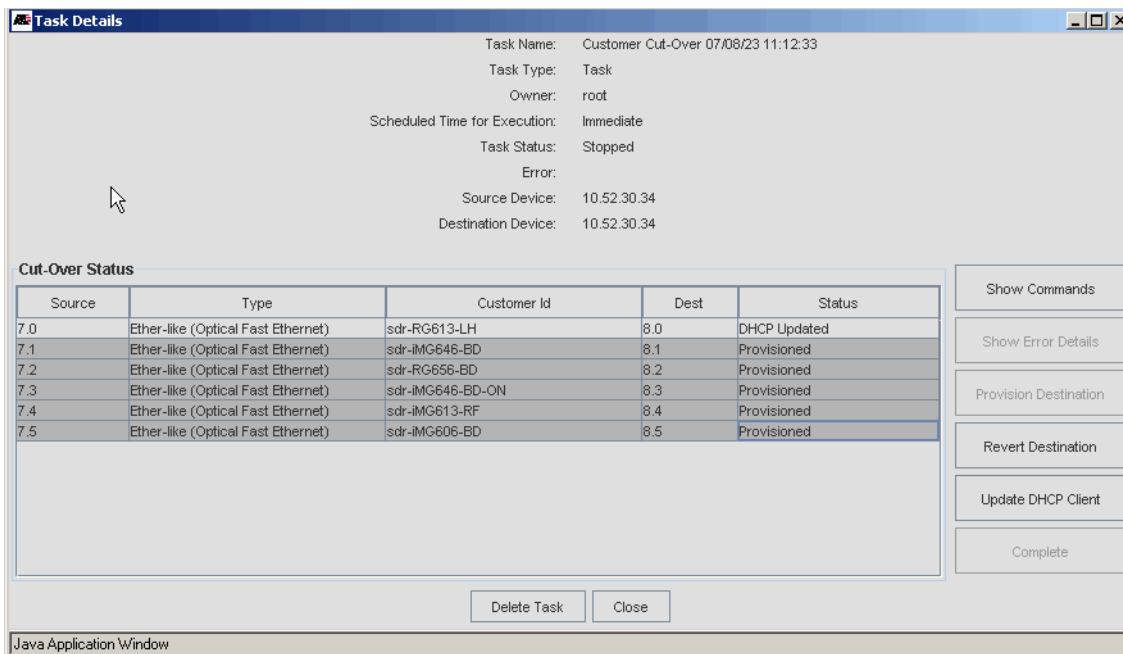 Task Details
Task Name: Customer Cut-Over 07/08/23 11:12:33
Task Type: Task
Owner: root
Scheduled Time for Execution: Immediate
Task Status: Stopped
Error:
Source Device: 10.52.30.34
Destination Device: 10.52.30.34
Cut-Over Status
Source Type Customer Id Dest Status
7.0 Ether-like (Optical Fast Ethernet) sdr-RG613-LH 8.0 DHCP Updated
7.1 Ether-like (Optical Fast Ethernet) sdr-iMG646-BD 8.1 Provisioned
7.2 Ether-like (Optical Fast Ethernet) sdr-RG656-BD 8.2 Provisioned
7.3 Ether-like (Optical Fast Ethernet) sdr-iMG646-BD-ON 8.3 Provisioned
7.4 Ether-like (Optical Fast Ethernet) sdr-iMG613-RF 8.4 Provisioned
7.5 Ether-like (Optical Fast Ethernet) sdr-iMG606-BD 8.5 Provisioned
Show Commands
Show Error Details
Provision Destination
Revert Destination
Update DHCP Client
Complete
Delete Task Close
Java Application Window